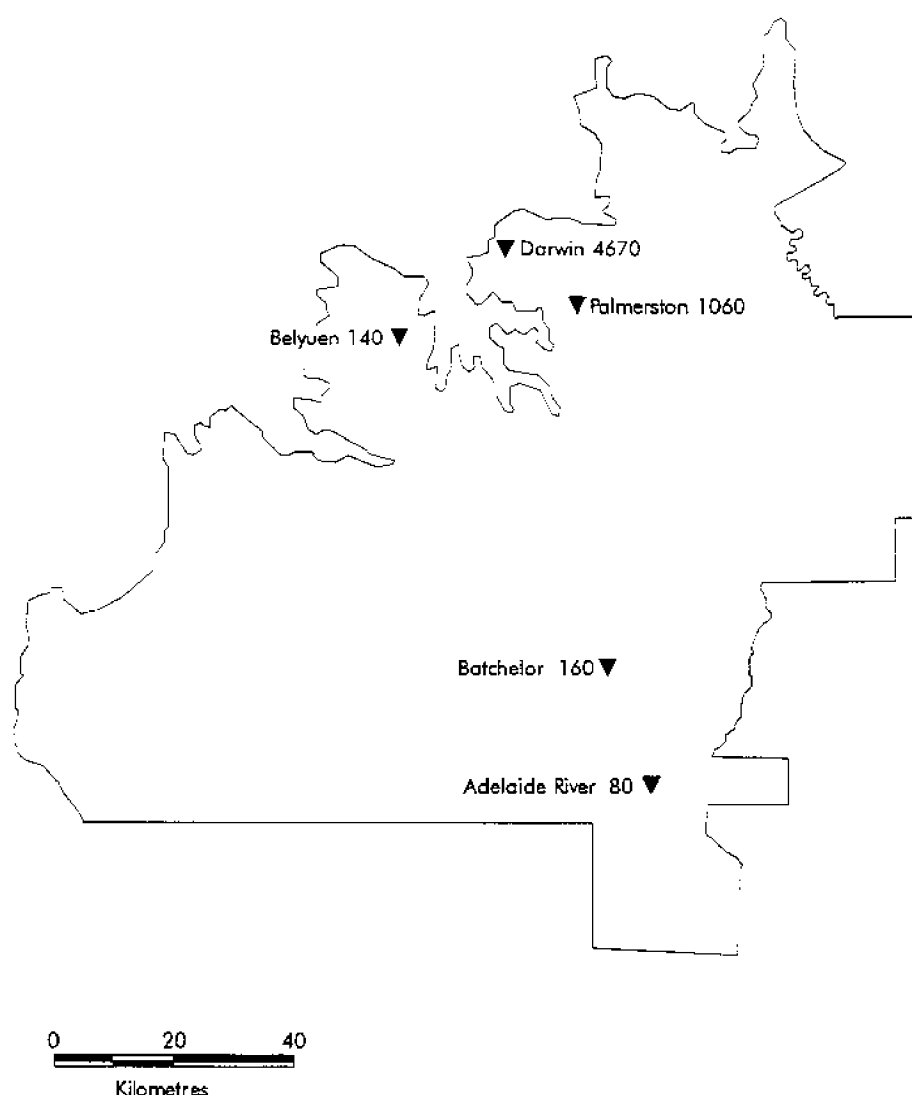 Darwin 4670
Palmerston 1060
Belyuen 140
Batchelor 160
Adelaide River 80
0 20 40
Kilometres